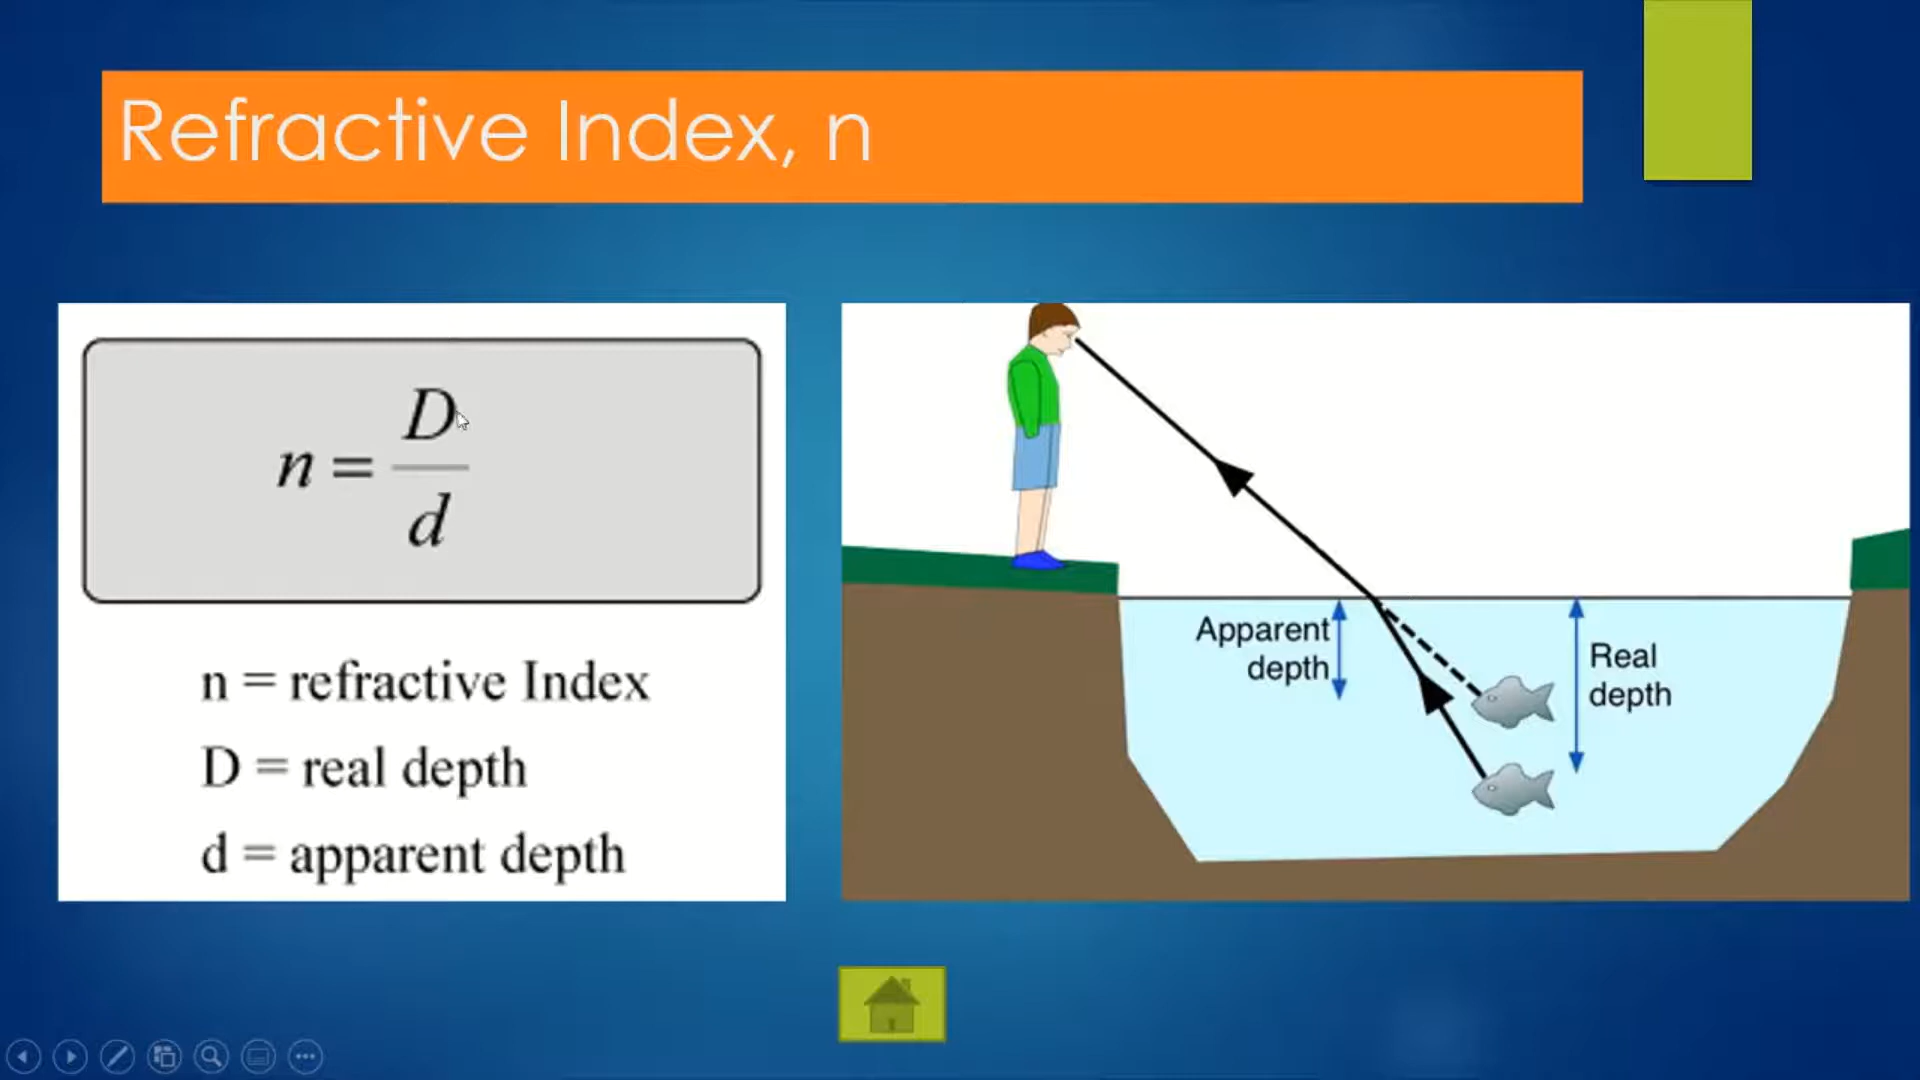 Refractive Index, n
n = D
d
n = refractive Index
D = real depth
d = apparent depth
Apparent
depth
Real
depth